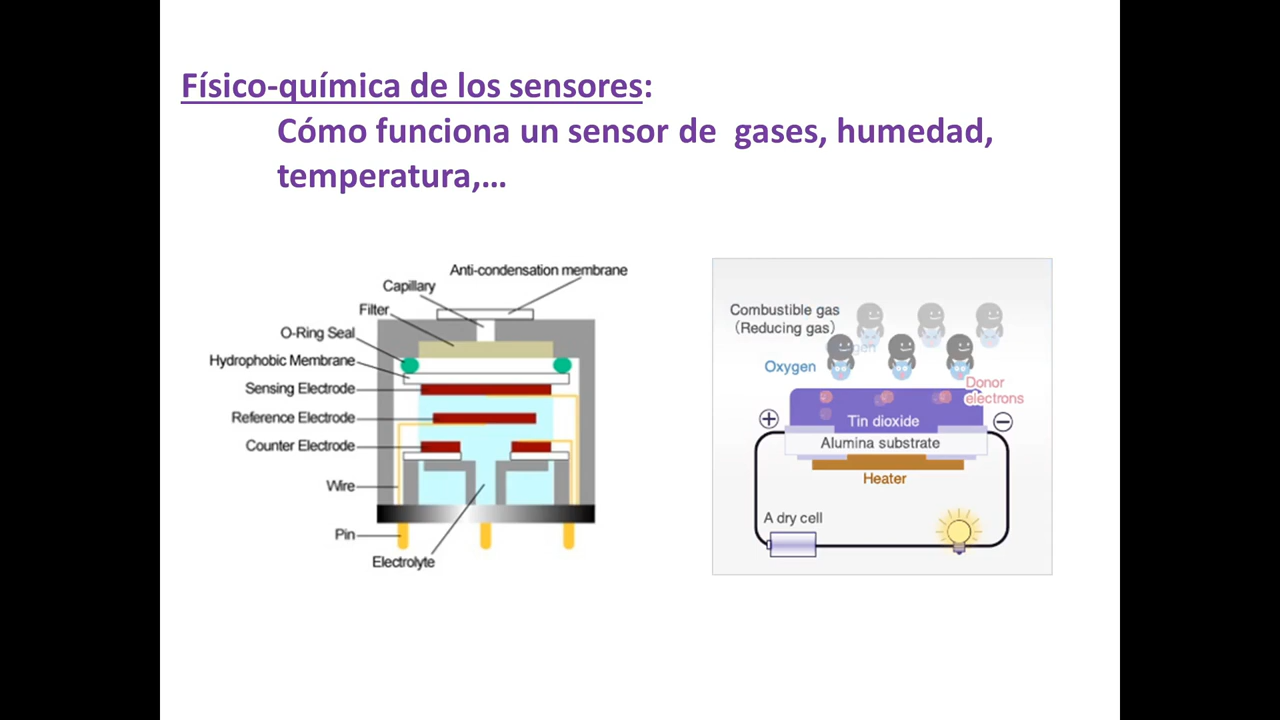 Físico-química de los sensores:
Cómo funciona un sensor de gases, humedad,
temperatura,...
Anti-condensation membrane
Capillary
Filter
O-Ring Seal
Hydrophobic Membrane
Sensing Electrode
Reference Electrode
Counter Electrode
Wire
Pin
Electrolyte
Combustible gas
(Reducing gas)
Oxygen
Donor
electrons
Tin dioxide
+
−
Alumina substrate
Heater
A dry cell